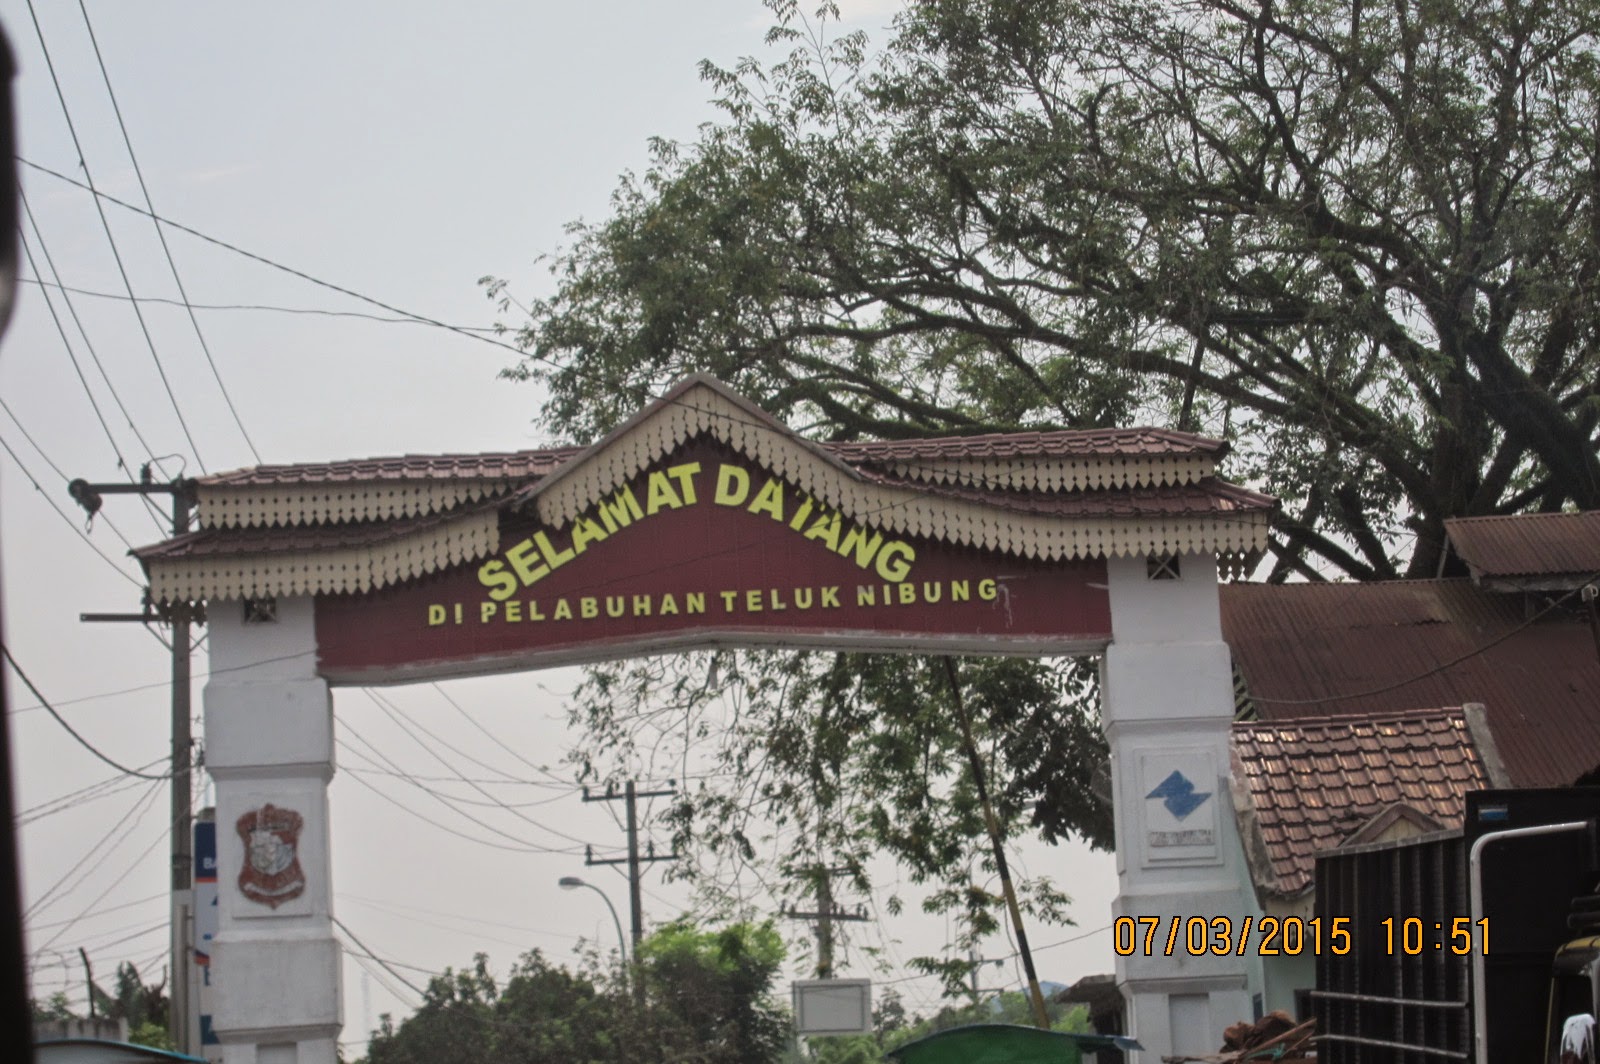 SELAMAT DATANG
DI PELABUHAN TELUK NIBUNG
07/03/2015 10:51